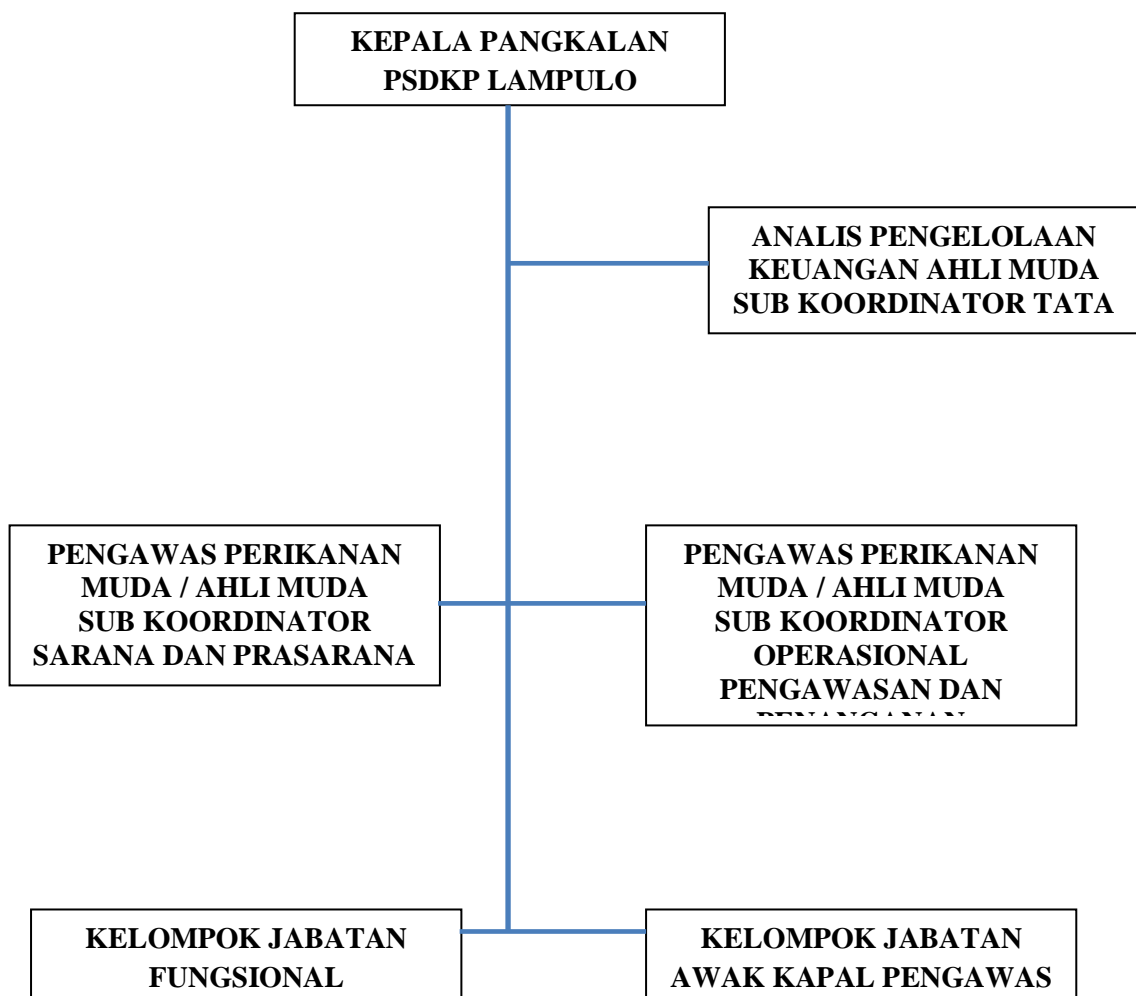 KEPALA PANGKALAN
PSDKP LAMPULO
ANALIS PENGELOLAAN
KEUANGAN AHLI MUDA
SUB KOORDINATOR TATA
PENGAWAS PERIKANAN
MUDA / AHLI MUDA
SUB KOORDINATOR
SARANA DAN PRASARANA
PENGAWAS PERIKANAN
MUDA / AHLI MUDA
SUB KOORDINATOR
OPERASIONAL
PENGAWASAN DAN
PENANGANAN
KELOMPOK JABATAN
FUNGSIONAL
KELOMPOK JABATAN
AWAK KAPAL PENGAWAS